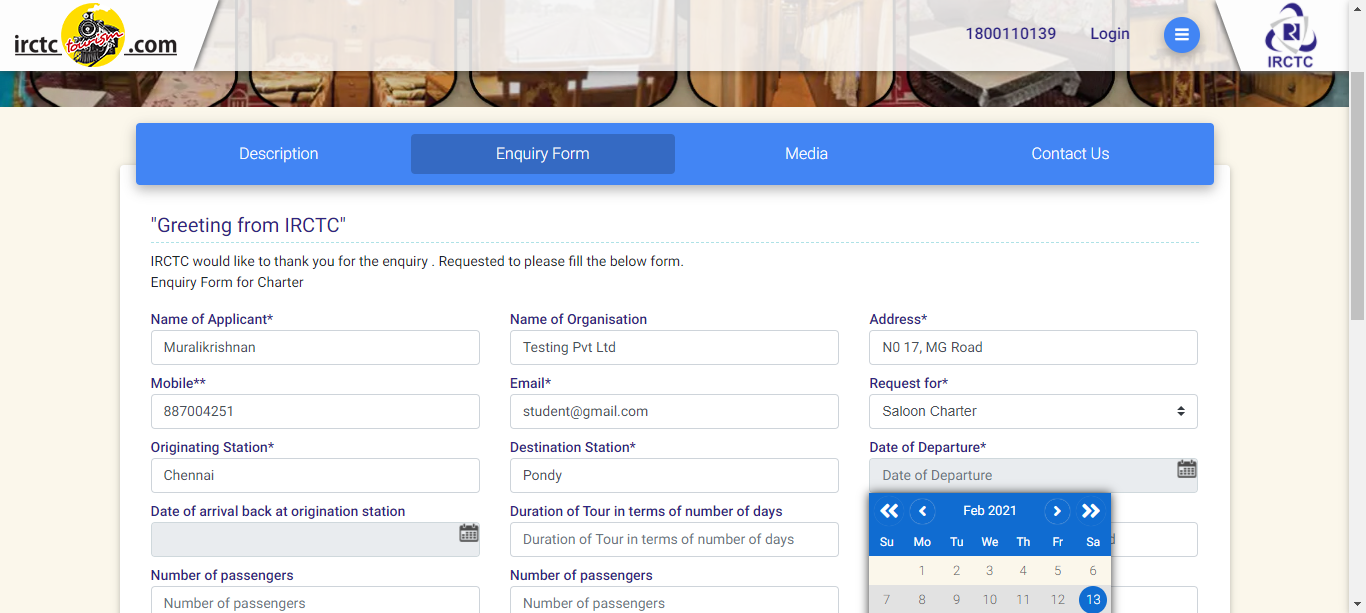 irctc tourism .com
1800110139 Login
IRCTC
Description Enquiry Form Media Contact Us
"Greeting from IRCTC"
IRCTC would like to thank you for the enquiry . Requested to please fill the below form.
Enquiry Form for Charter
Name of Applicant* Name of Organisation Address*
Muralikrishnan Testing Pvt Ltd N0 17, MG Road
Mobile** Email* Request for*
887004251 student@gmail.com Saloon Charter
Originating Station* Destination Station* Date of Departure*
Chennai Pondy Date of Departure
Date of arrival back at origination station Duration of Tour in terms of number of days Feb 2021
Duration of Tour in terms of number of days Su Mo Tu We Th Fr Sa
1 2 3 4 5 6
Number of passengers Number of passengers
Number of passengers Number of passengers 7 8 9 10 11 12 13